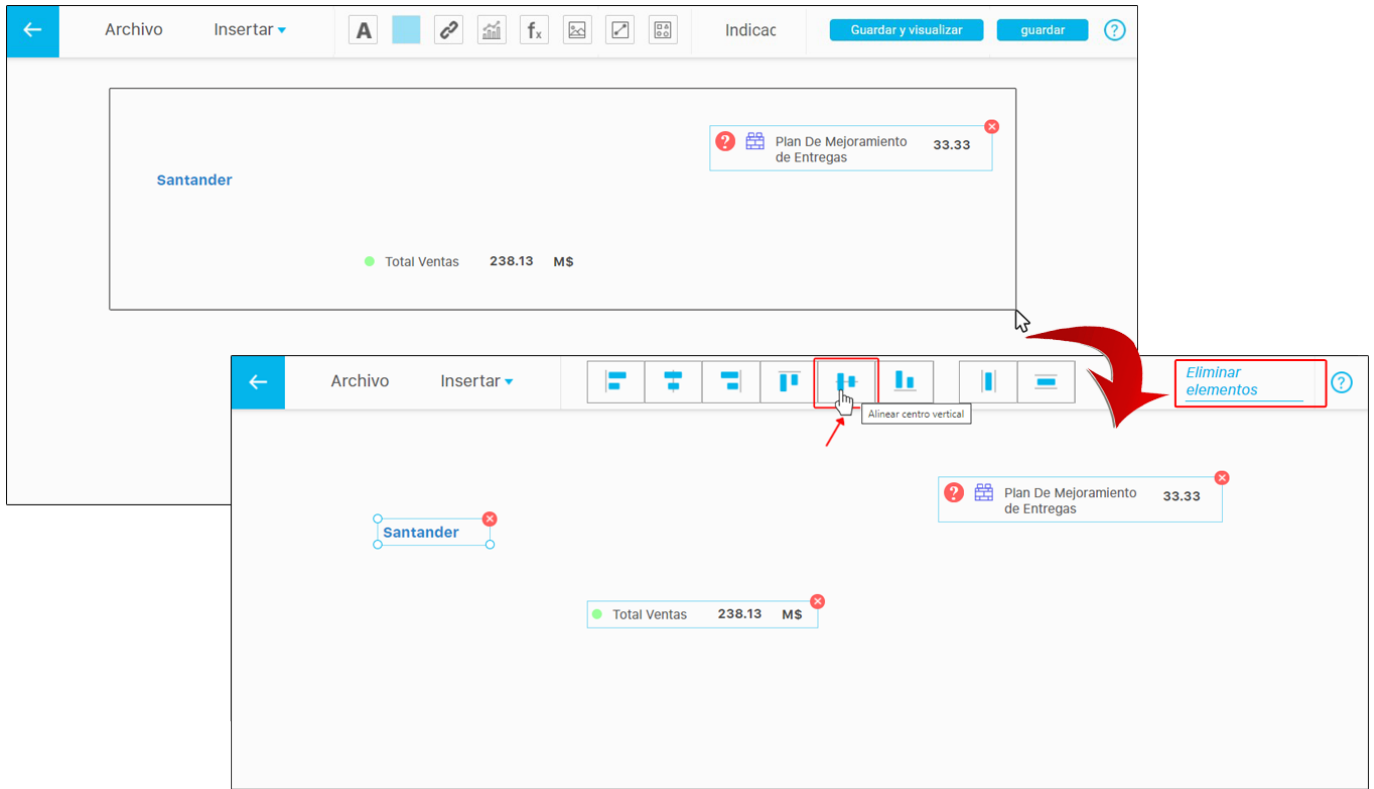 Archivo
Insertar
A
fx
Indicac
Guardar y visualizar
guardar
?
? Plan De Mejoramiento 33.33
de Entregas
Santander
Total Ventas 238.13 M$
Archivo
Insertar
Eliminar
elementos
?
Alinear centro vertical
? Plan De Mejoramiento 33.33
de Entregas
Santander
Total Ventas 238.13 M$